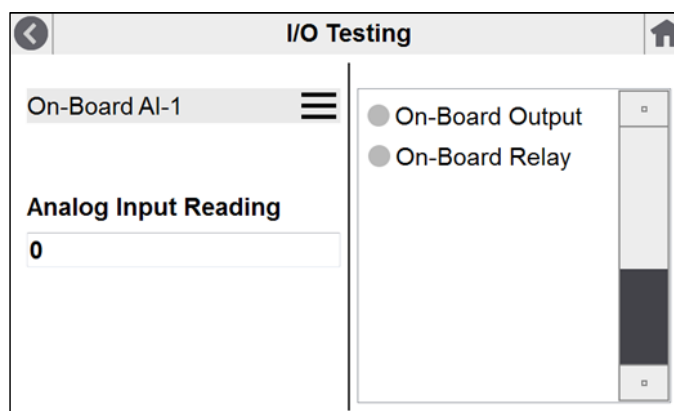 I/O Testing
On-Board AI-1
Analog Input Reading
0
On-Board Output
On-Board Relay